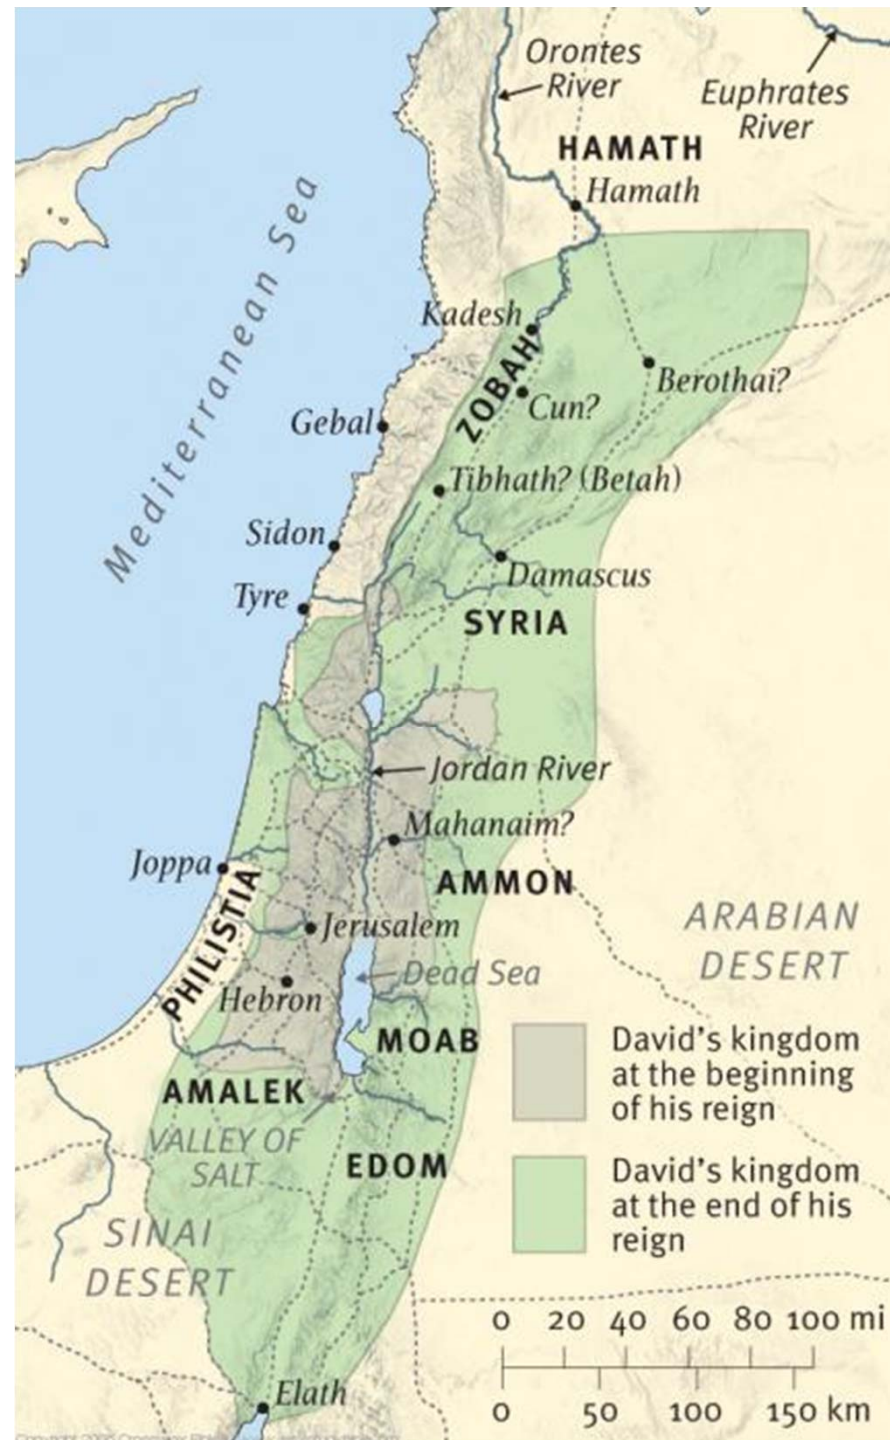 Orontes
River
Euphrates
River
HAMATH
Hamath
Mediterranean Sea
Kadesh
ZOBAH
Berothai?
Cun?
Gebal
Tibhath? (Betah)
Sidon
Damascus
Tyre
SYRIA
Jordan River
Mahanaim?
Joppa
AMMON
PHILISTIA
Jerusalem
ARABIAN
DESERT
Dead Sea
Hebron
MOAB
David's kingdom
at the beginning
of his reign
AMALEK
VALLEY OF
SALT
EDOM
David's kingdom
at the end of his
reign
SINAI
DESERT
0 20 40 60 80 100 mi
0 50 100 150 km
Elath